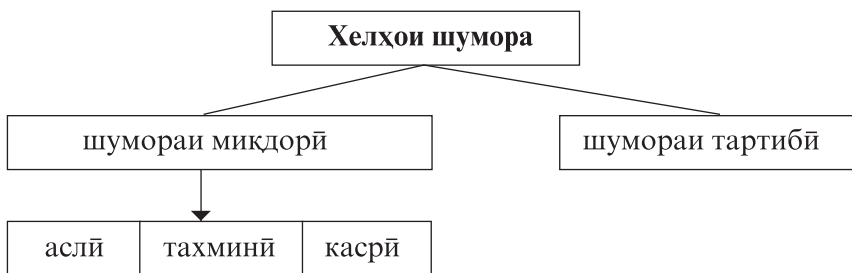 Хелҳои шумора
шумораи миқдорӣ
шумораи тартибӣ
аслӣ
тахминӣ
касрӣ